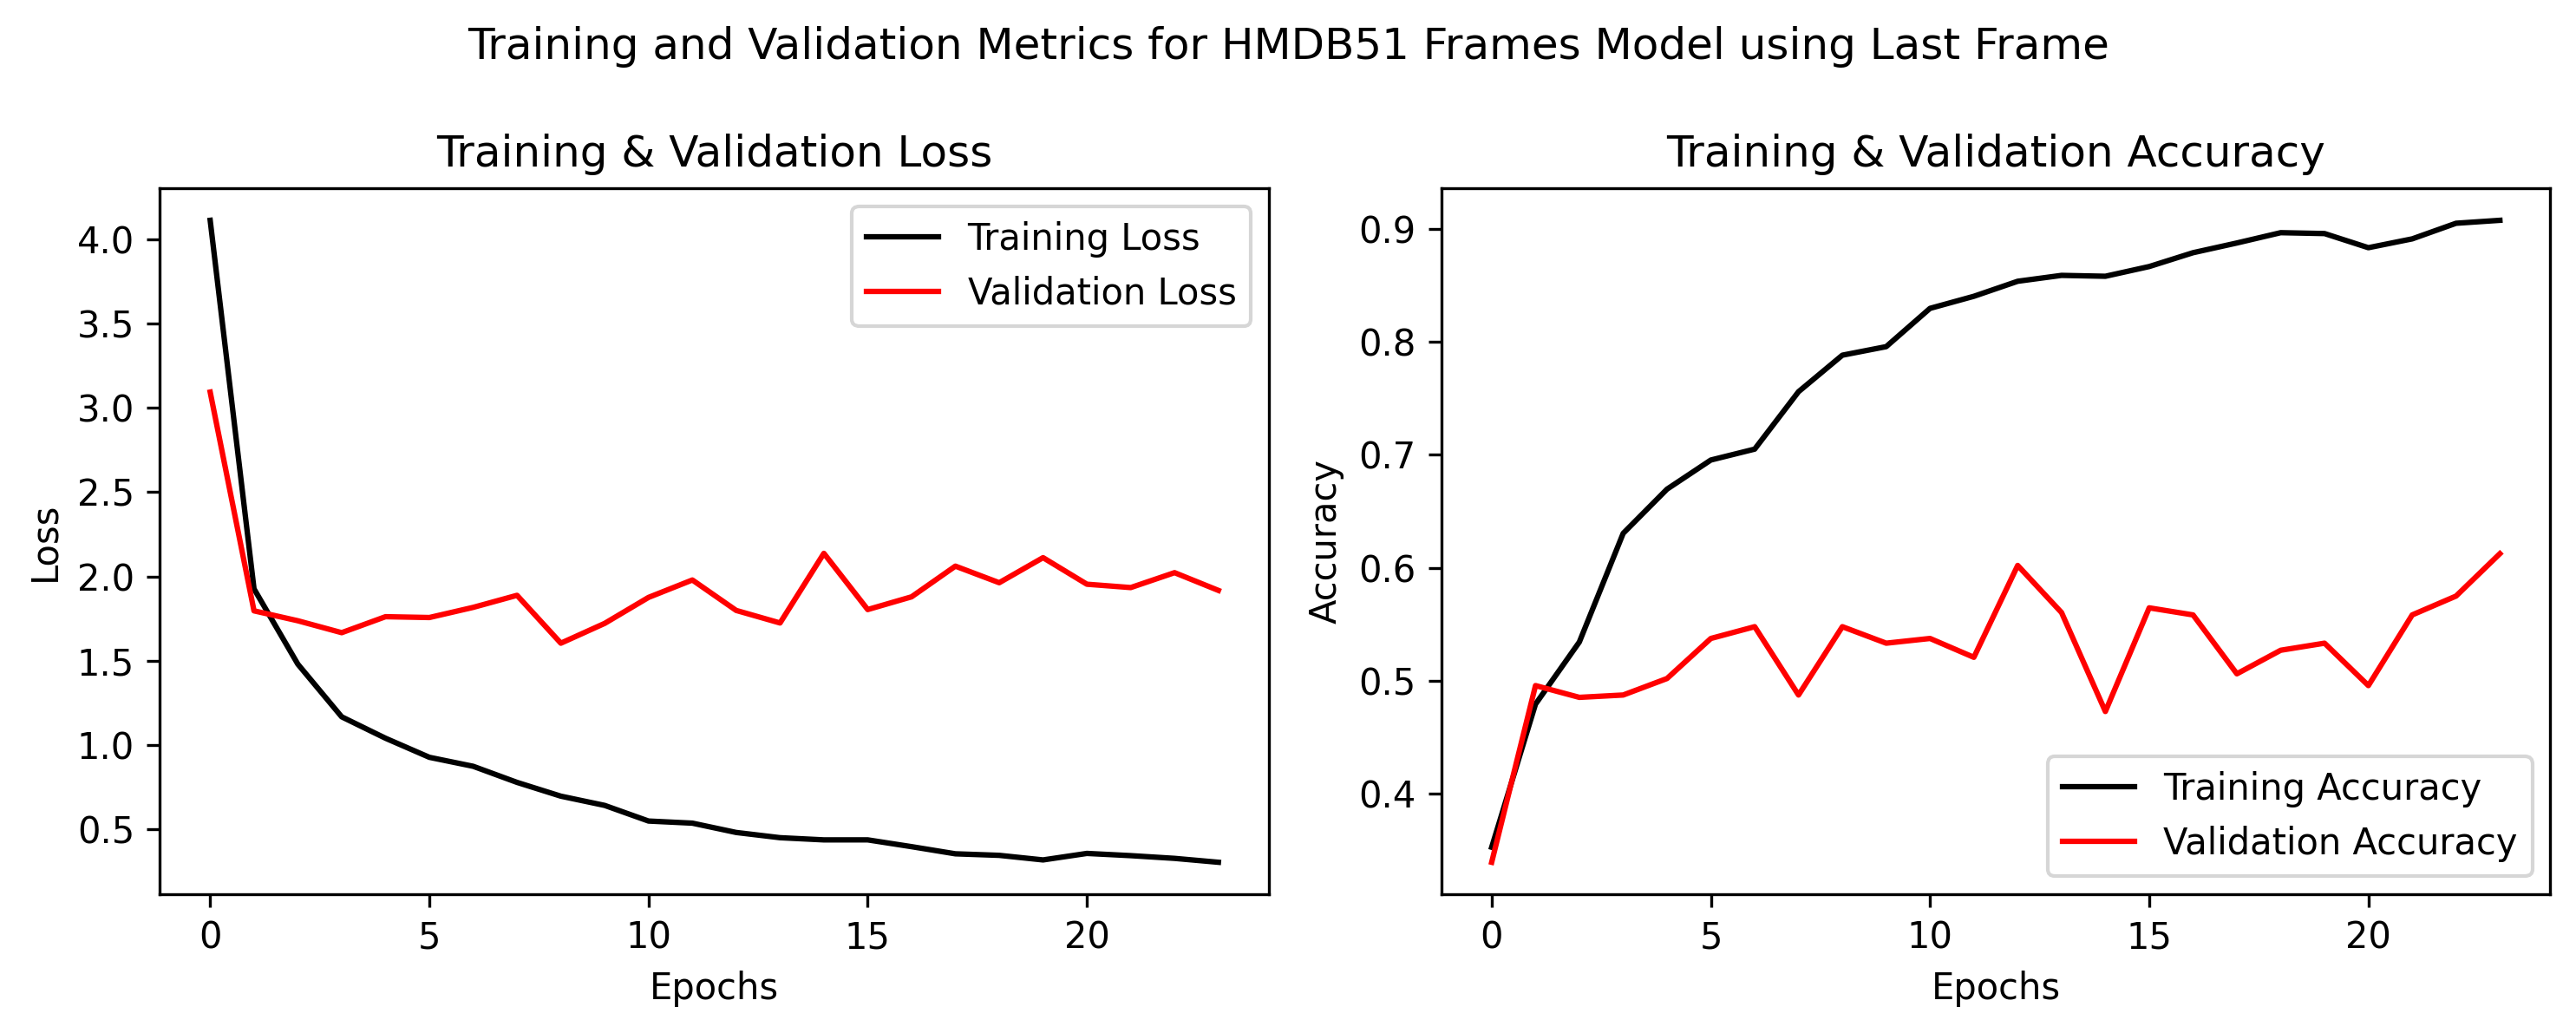 Training and Validation Metrics for HMDB51 Frames Model using Last Frame
Training & Validation Loss
Loss
4.0
3.5
3.0
2.5
2.0
1.5
1.0
0.5
0 5 10 15 20
Epochs
Training Loss
Validation Loss
Training & Validation Accuracy
Accuracy
0.9
0.8
0.7
0.6
0.5
0.4
0 5 10 15 20
Epochs
Training Accuracy
Validation Accuracy